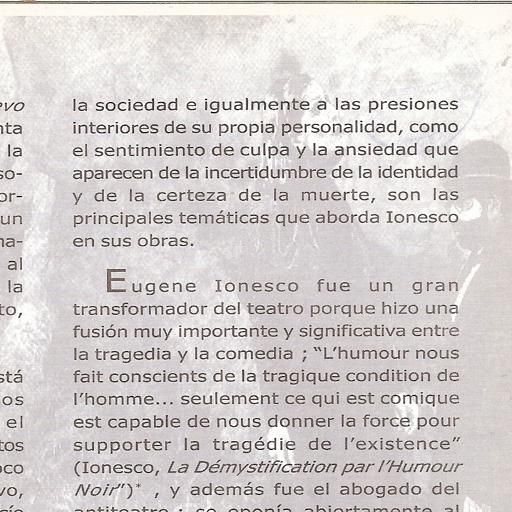 evo
nta
la
so-
or-
un
na-
al
la
to,
stá
os
el
tos
oco
vo,
la sociedad e igualmente a las presiones
interiores de su propia personalidad, como
el sentimiento de culpa y la ansiedad que
aparecen de la incertidumbre de la identidad
y de la certeza de la muerte, son las
principales temáticas que aborda Ionesco
en sus obras.
Eugene Ionesco fue un gran
transformador del teatro porque hizo una
fusión muy importante y significativa entre
la tragedia y la comedia ; “L’humour nous
fait conscients de la tragique condition de
l’homme... seulement ce qui est comique
est capable de nous donner la force pour
supporter la tragédie de l’existence”
(Ionesco, La Démystification par l’Humour
Noir”)* , y además fue el abogado del
antiteatro ; se oponía abiertamente al